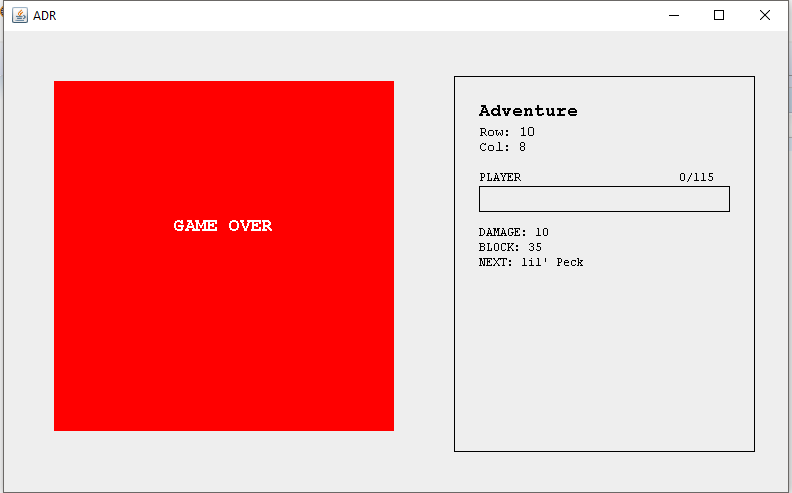 ADR
GAME OVER
Adventure
Row: 10
Col: 8
PLAYER 0/115
DAMAGE: 10
BLOCK: 35
NEXT: lil' Peck